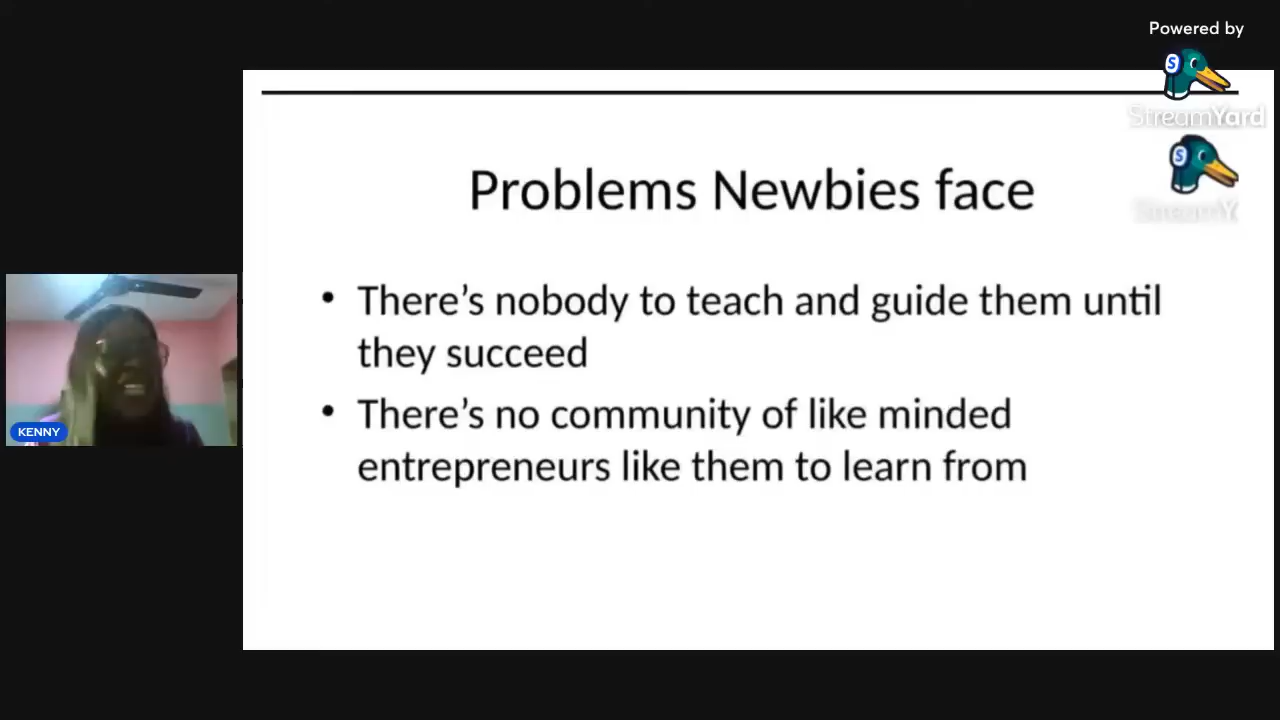 Powered by
StreamYard
StreamY
Problems Newbies face
• There’s nobody to teach and guide them until
they succeed
• There’s no community of like minded
entrepreneurs like them to learn from
KENNY